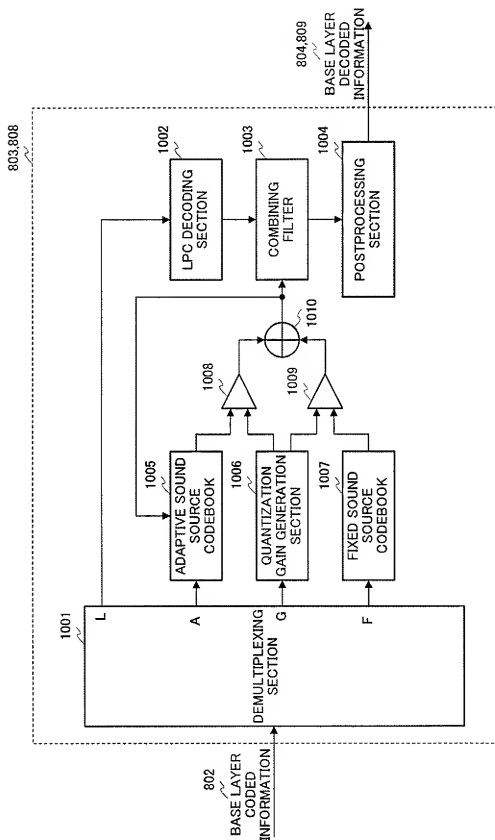 803,808
802
BASE LAYER
CODED
INFORMATION
1001
DEMULTIPLEXING
SECTION
L
A
G
F
1005
ADAPTIVE SOUND
SOURCE
CODEBOOK
1006
QUANTIZATION
GAIN GENERATION
SECTION
1007
FIXED SOUND
SOURCE
CODEBOOK
1008
1009
1010
1002
LPC DECODING
SECTION
1003
COMBINING
FILTER
1004
POSTPROCESSING
SECTION
804,809
BASE LAYER
DECODED
INFORMATION